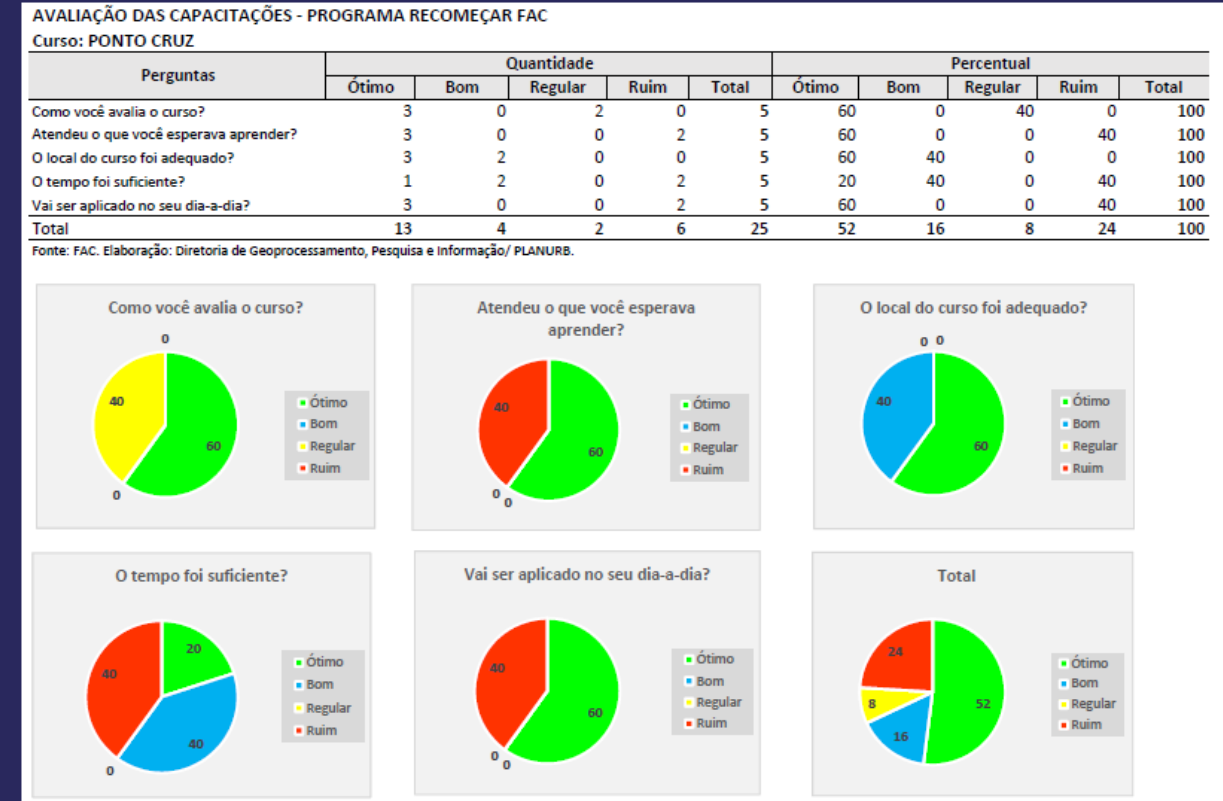 AVALIAÇÃO DAS CAPACITAÇÕES - PROGRAMA RECOMEÇAR FAC
Curso: PONTO CRUZ
Perguntas Quantidade Percentual
Ótimo Bom Regular Ruim Total Ótimo Bom Regular Ruim Total
Como você avalia o curso? 3 0 2 0 5 60 0 40 0 100
Atendeu o que você esperava aprender? 3 0 0 2 5 60 0 0 40 100
O local do curso foi adequado? 3 2 0 0 5 60 40 0 0 100
O tempo foi suficiente? 1 2 0 2 5 20 40 0 40 100
Vai ser aplicado no seu dia-a-dia? 3 0 0 2 5 60 0 0 40 100
Total 13 4 2 6 25 52 16 8 24 100
Fonte: FAC. Elaboração: Diretoria de Geoprocessamento, Pesquisa e Informação/ PLANURB.
Como você avalia o curso?
0
40
60
0
Ótimo
Bom
Regular
Ruim
Atendeu o que você esperava
aprender?
40
60
0
0
Ótimo
Bom
Regular
Ruim
O local do curso foi adequado?
0 0
40
60
Ótimo
Bom
Regular
Ruim
O tempo foi suficiente?
20
40
40
0
Ótimo
Bom
Regular
Ruim
Vai ser aplicado no seu dia-a-dia?
40
60
0
0
Ótimo
Bom
Regular
Ruim
Total
24
8
52
16
Ótimo
Bom
Regular
Ruim